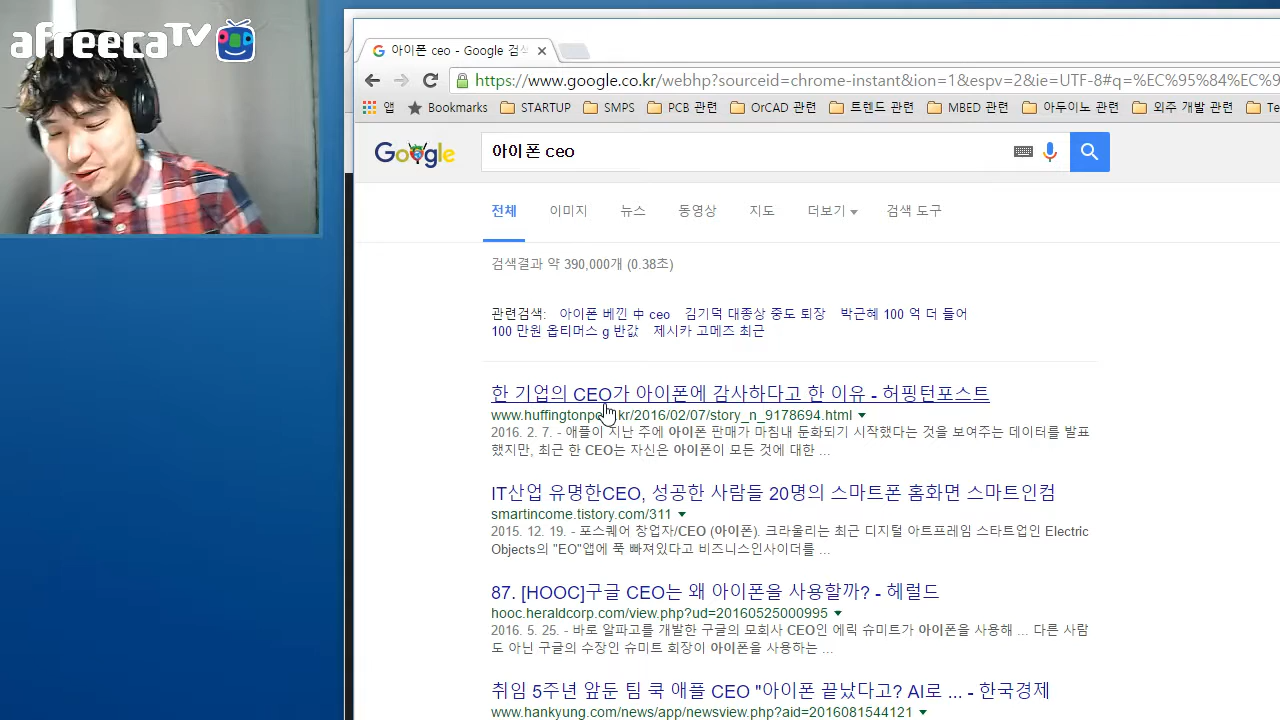 afreecaTV
아이폰 ceo - Google 검색
https://www.google.co.kr/webhp?sourceid=chrome-instant&ion=1&espv=2&ie=UTF-8#q=%EC%95%84%EC%9
앱 Bookmarks STARTUP SMPS PCB 관련 OrCAD 관련 트렌드 관련 MBED 관련 아두이노 관련 외주 개발 관련 Te
Google 아이폰 ceo
전체 이미지 뉴스 동영상 지도 더보기 검색 도구
검색결과 약 390,000개 (0.38초)
관련검색: 아이폰 베낀 中 ceo 김기덕 대종상 중도 퇴장 박근혜 100 억 더 들어
100 만원 옵티머스 g 반값 제시카 고메즈 최근
한 기업의 CEO가 아이폰에 감사하다고 한 이유 - 허핑턴포스트
www.huffingtonpo kr/2016/02/07/story_n_9178694.html
2016. 2. 7. - 애플이 지난 주에 아이폰 판매가 마침내 둔화되기 시작했다는 것을 보여주는 데이터를 발표
했지만, 최근 한 CEO는 자신은 아이폰이 모든 것에 대한 ...
IT산업 유명한CEO, 성공한 사람들 20명의 스마트폰 홈화면 스마트인컴
smartincome.tistory.com/311
2015. 12. 19. - 포스퀘어 창업자/CEO (아이폰). 크라울리는 최근 디지털 아트프레임 스타트업인 Electric
Objects의 "EO"앱에 푹 빠져있다고 비즈니스인사이더를 ...
87. [HOOC]구글 CEO는 왜 아이폰을 사용할까? - 헤럴드
hooc.heraldcorp.com/view.php?ud=20160525000995
2016. 5. 25. - 바로 알파고를 개발한 구글의 모회사 CEO인 에릭 슈미트가 아이폰을 사용해 ... 다른 사람
도 아닌 구글의 수장인 슈미트 회장이 아이폰을 사용하는 ...
취임 5주년 앞둔 팀 쿡 애플 CEO "아이폰 끝났다고? AI로 ... - 한국경제
www.hankyung.com/news/app/newsview.php?aid=2016081544121